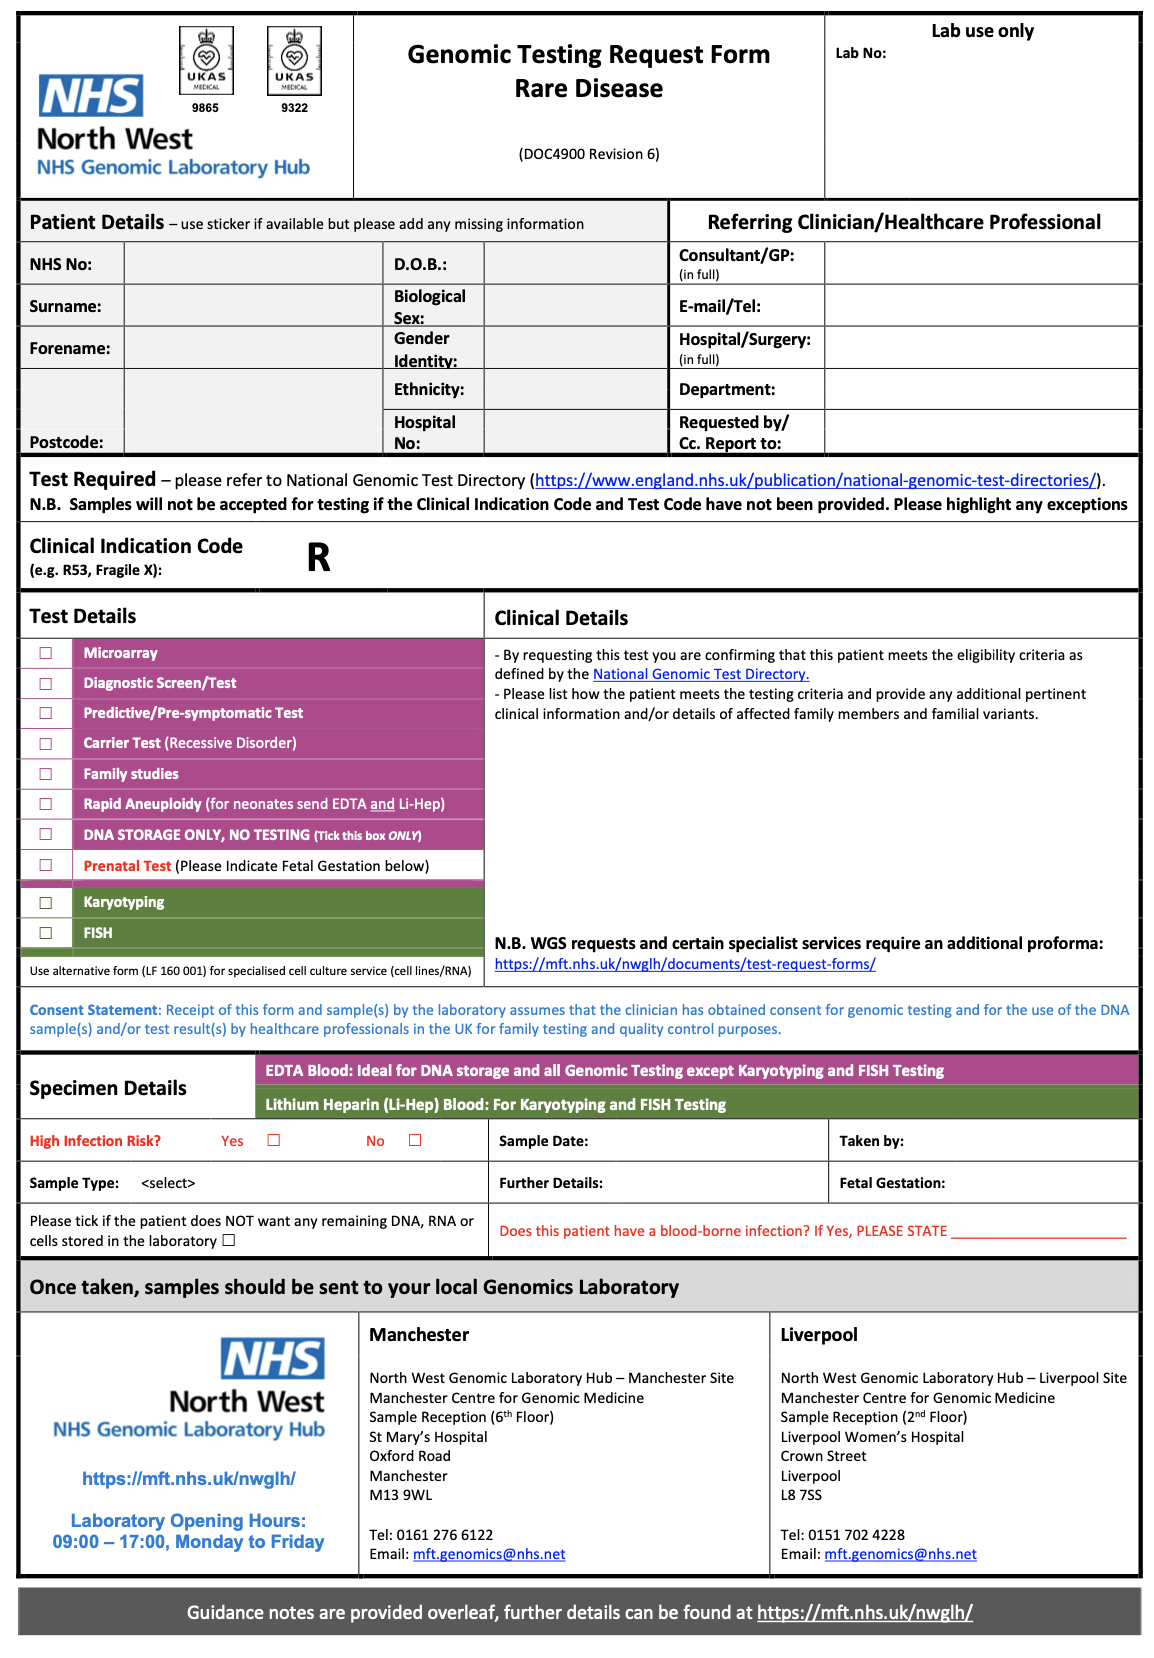 NHS
UKAS
MEDICAL
9865
UKAS
MEDICAL
9322
North West
NHS Genomic Laboratory Hub
Genomic Testing Request Form
Rare Disease
(DOC4900 Revision 6)
Lab use only
Lab No:
Patient Details – use sticker if available but please add any missing information
Referring Clinician/Healthcare Professional
NHS No:
D.O.B.:
Consultant/GP:
(in full)
Surname:
Biological
Sex:
E-mail/Tel:
Forename:
Gender
Identity:
Hospital/Surgery:
(in full)
Ethnicity:
Department:
Postcode:
Hospital
No:
Requested by/
Cc. Report to:
Test Required – please refer to National Genomic Test Directory (https://www.england.nhs.uk/publication/national-genomic-test-directories/).
N.B. Samples will not be accepted for testing if the Clinical Indication Code and Test Code have not been provided. Please highlight any exceptions
Clinical Indication Code
(e.g. R53, Fragile X):
R
Test Details
☐ Microarray
☐ Diagnostic Screen/Test
☐ Predictive/Pre-symptomatic Test
☐ Carrier Test (Recessive Disorder)
☐ Family studies
☐ Rapid Aneuploidy (for neonates send EDTA and Li-Hep)
☐ DNA STORAGE ONLY, NO TESTING (Tick this box ONLY)
☐ Prenatal Test (Please Indicate Fetal Gestation below)
☐ Karyotyping
☐ FISH
Use alternative form (LF 160 001) for specialised cell culture service (cell lines/RNA)
Clinical Details
- By requesting this test you are confirming that this patient meets the eligibility criteria as
defined by the National Genomic Test Directory.
- Please list how the patient meets the testing criteria and provide any additional pertinent
clinical information and/or details of affected family members and familial variants.
N.B. WGS requests and certain specialist services require an additional proforma:
https://mft.nhs.uk/nwglh/documents/test-request-forms/
Consent Statement: Receipt of this form and sample(s) by the laboratory assumes that the clinician has obtained consent for genomic testing and for the use of the DNA
sample(s) and/or test result(s) by healthcare professionals in the UK for family testing and quality control purposes.
Specimen Details
EDTA Blood: Ideal for DNA storage and all Genomic Testing except Karyotyping and FISH Testing
Lithium Heparin (Li-Hep) Blood: For Karyotyping and FISH Testing
High Infection Risk? Yes ☐ No ☐
Sample Date:
Taken by:
Sample Type: <select>
Further Details:
Fetal Gestation:
Please tick if the patient does NOT want any remaining DNA, RNA or
cells stored in the laboratory ☐
Does this patient have a blood-borne infection? If Yes, PLEASE STATE ______________________
Once taken, samples should be sent to your local Genomics Laboratory
NHS
North West
NHS Genomic Laboratory Hub
https://mft.nhs.uk/nwglh/
Laboratory Opening Hours:
09:00 – 17:00, Monday to Friday
Manchester
North West Genomic Laboratory Hub – Manchester Site
Manchester Centre for Genomic Medicine
Sample Reception (6th Floor)
St Mary's Hospital
Oxford Road
Manchester
M13 9WL
Tel: 0161 276 6122
Email: mft.genomics@nhs.net
Liverpool
North West Genomic Laboratory Hub – Liverpool Site
Manchester Centre for Genomic Medicine
Sample Reception (2nd Floor)
Liverpool Women's Hospital
Crown Street
Liverpool
L8 7SS
Tel: 0151 702 4228
Email: mft.genomics@nhs.net
Guidance notes are provided overleaf, further details can be found at https://mft.nhs.uk/nwglh/